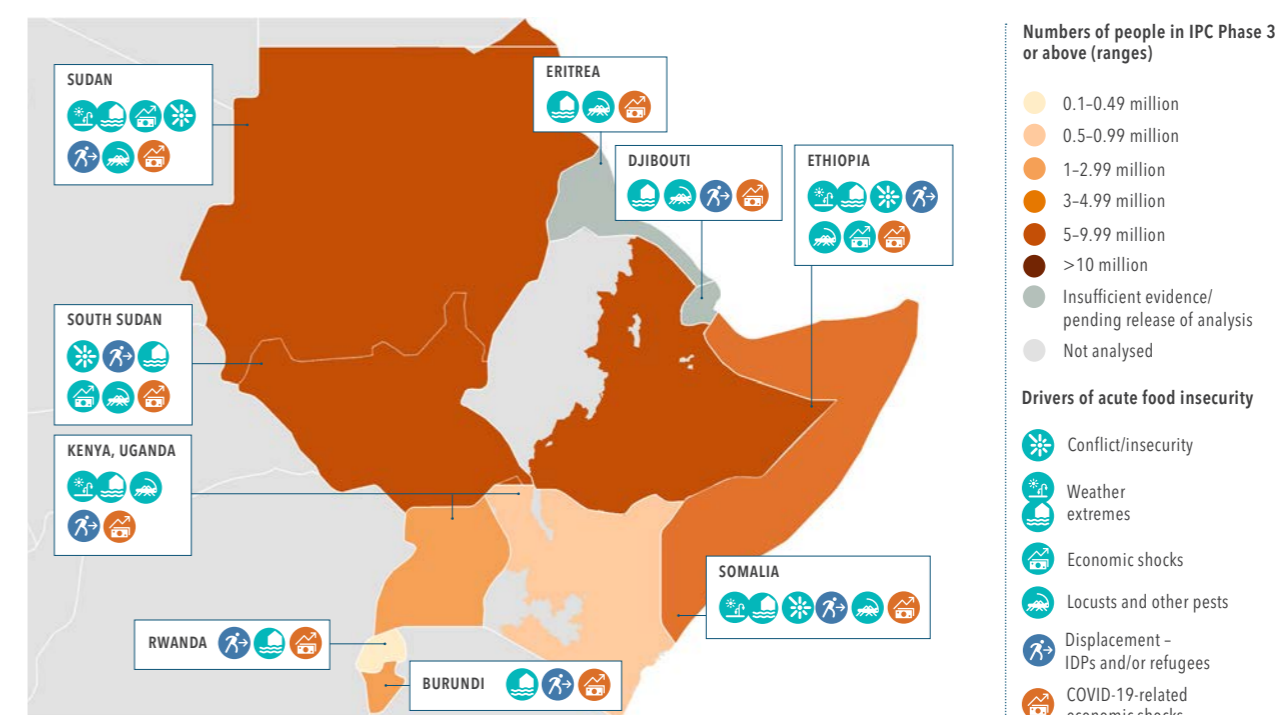 SUDAN
ERITREA
DJIBOUTI
ETHIOPIA
SOUTH SUDAN
KENYA, UGANDA
SOMALIA
RWANDA
BURUNDI
Numbers of people in IPC Phase 3
or above (ranges)
0.1–0.49 million
0.5–0.99 million
1–2.99 million
3–4.99 million
5–9.99 million
>10 million
Insufficient evidence/
pending release of analysis
Not analysed
Drivers of acute food insecurity
Conflict/insecurity
Weather
extremes
Economic shocks
Locusts and other pests
Displacement –
IDPs and/or refugees
COVID-19-related
economic shocks